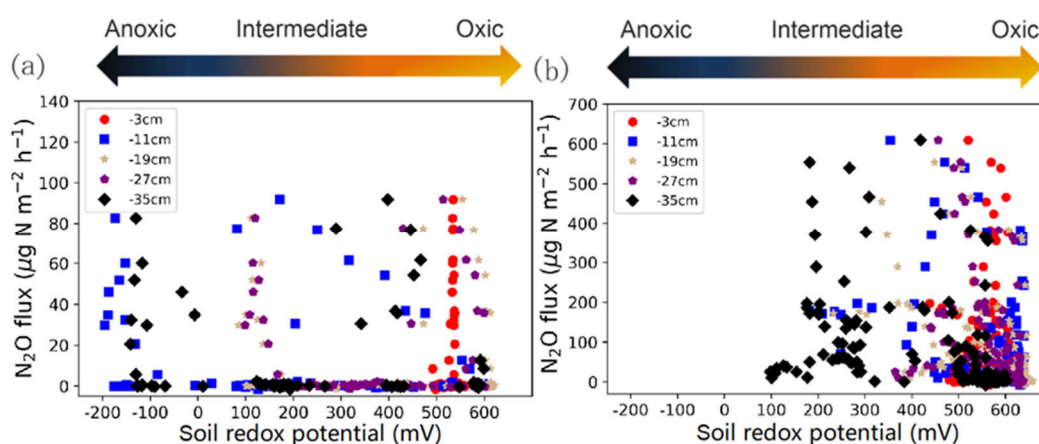 Anoxic Intermediate Oxic
(a)
N₂O flux (μg N m⁻² h⁻¹)
140
120
100
80
60
40
20
0
-3cm
-11cm
-19cm
-27cm
-35cm
-200 -100 0 100 200 300 400 500 600
Soil redox potential (mV)
Anoxic Intermediate Oxic
(b)
N₂O flux (μg N m⁻² h⁻¹)
700
600
500
400
300
200
100
0
-3cm
-11cm
-19cm
-27cm
-35cm
-200 -100 0 100 200 300 400 500 600
Soil redox potential (mV)